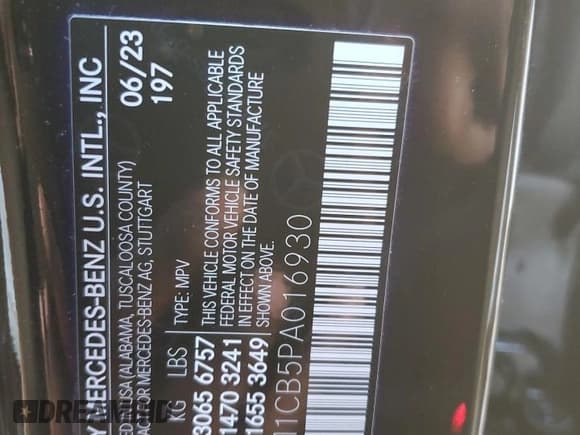 Y MERCEDES-BENZ U.S. INTL., INC
ED IN USA (ALABAMA, TUSCALOOSA COUNTY)
MERCEDES-BENZ AG, STUTTGART
06/23
197
KG LBS
3065 6757
1470 3241
1655 3649
TYPE: MPV
THIS VEHICLE CONFORMS TO ALL APPLICABLE
FEDERAL MOTOR VEHICLE SAFETY STANDARDS
IN EFFECT ON THE DATE OF MANUFACTURE
SHOWN ABOVE.
1CB5PA016930